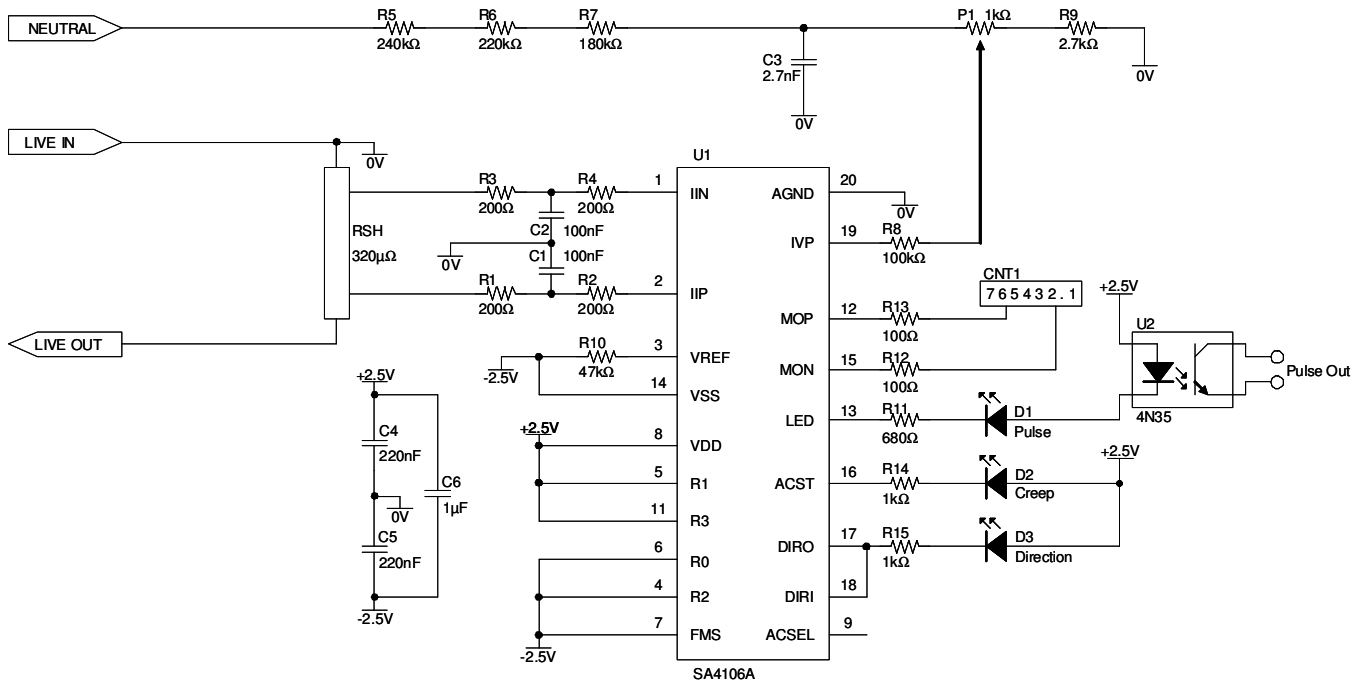 NEUTRAL
R5
240kΩ
R6
220kΩ
R7
180kΩ
C3
2.7nF
0V
P1 1kΩ
R9
2.7kΩ
0V
LIVE IN
0V
RSH
320µΩ
LIVE OUT
R3
200Ω
R4
200Ω
C2 100nF
0V
C1 100nF
R1
200Ω
R2
200Ω
-2.5V
R10
47kΩ
+2.5V
C4
220nF
0V
C6
1µF
C5
220nF
-2.5V
+2.5V
-2.5V
U1
1 IIN
2 IIP
3 VREF
14 VSS
8 VDD
5 R1
11 R3
6 R0
4 R2
7 FMS
AGND 20
IVP 19
MOP 12
MON 15
LED 13
ACST 16
DIRO 17
DIRI 18
ACSEL 9
SA4106A
0V
R8
100kΩ
CNT1
765432.1
R13
100Ω
R12
100Ω
R11
680Ω
D1
Pulse
+2.5V
U2
4N35
Pulse Out
R14
1kΩ
D2
Creep
+2.5V
R15
1kΩ
D3
Direction